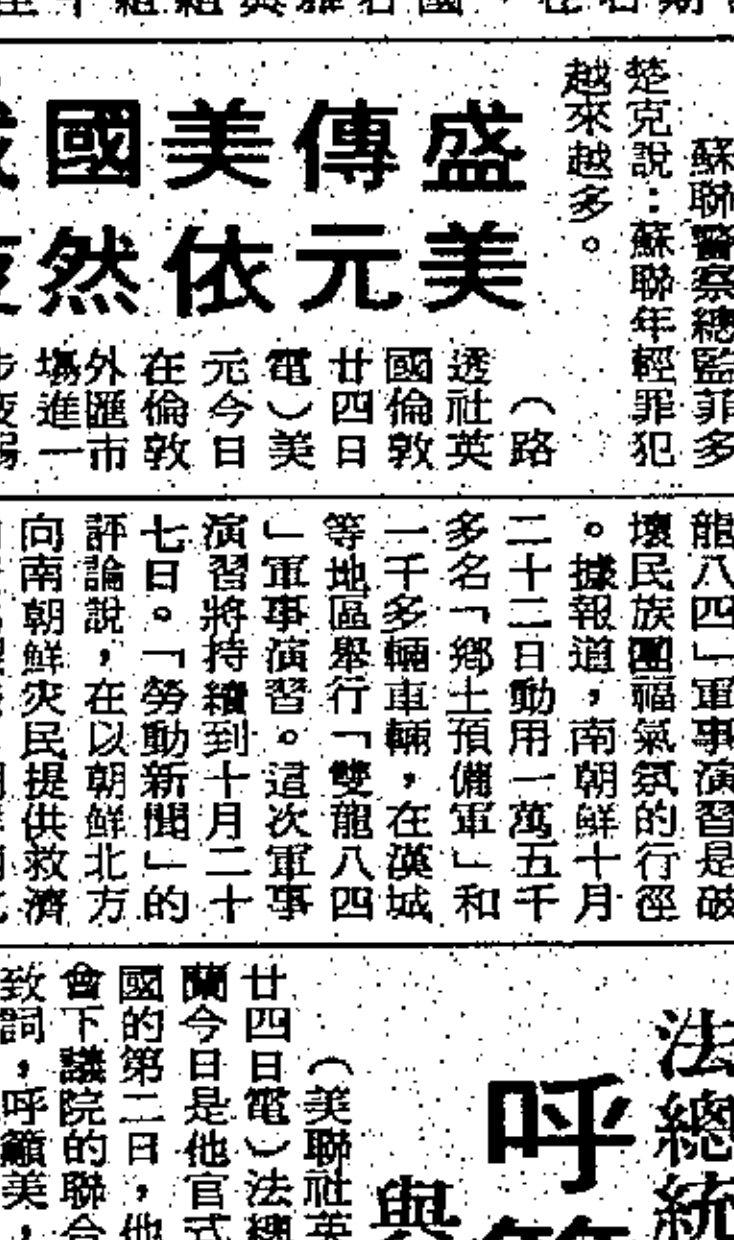 蘇聯警察總監菲多
楚克說：蘇聯年輕罪犯
越來越多。
盛傳美國
美元依然
（路
透社英
國倫敦
廿四日
電）美
元今日
在倫敦
外匯市
場進一
步疲弱
龍八四」軍事演習是破
壞民族團福氣氛的行徑
。據報道，南朝鮮十月
二十二日動用一萬五千
多名「鄉土預備軍」和
一千多輛車輛，在漢城
等地區舉行「雙龍八四
」軍事演習。這次軍事
演習將持續到十月二十
七日。「勞動新聞」的
評論說，在以朝鮮北方
向南朝鮮灾民提供救濟
法總統
呼
與
（美聯社英
廿四日電）法總
蘭今日是他官式
國的第二日，他
會下議院的聯合
致詞，呼籲美，